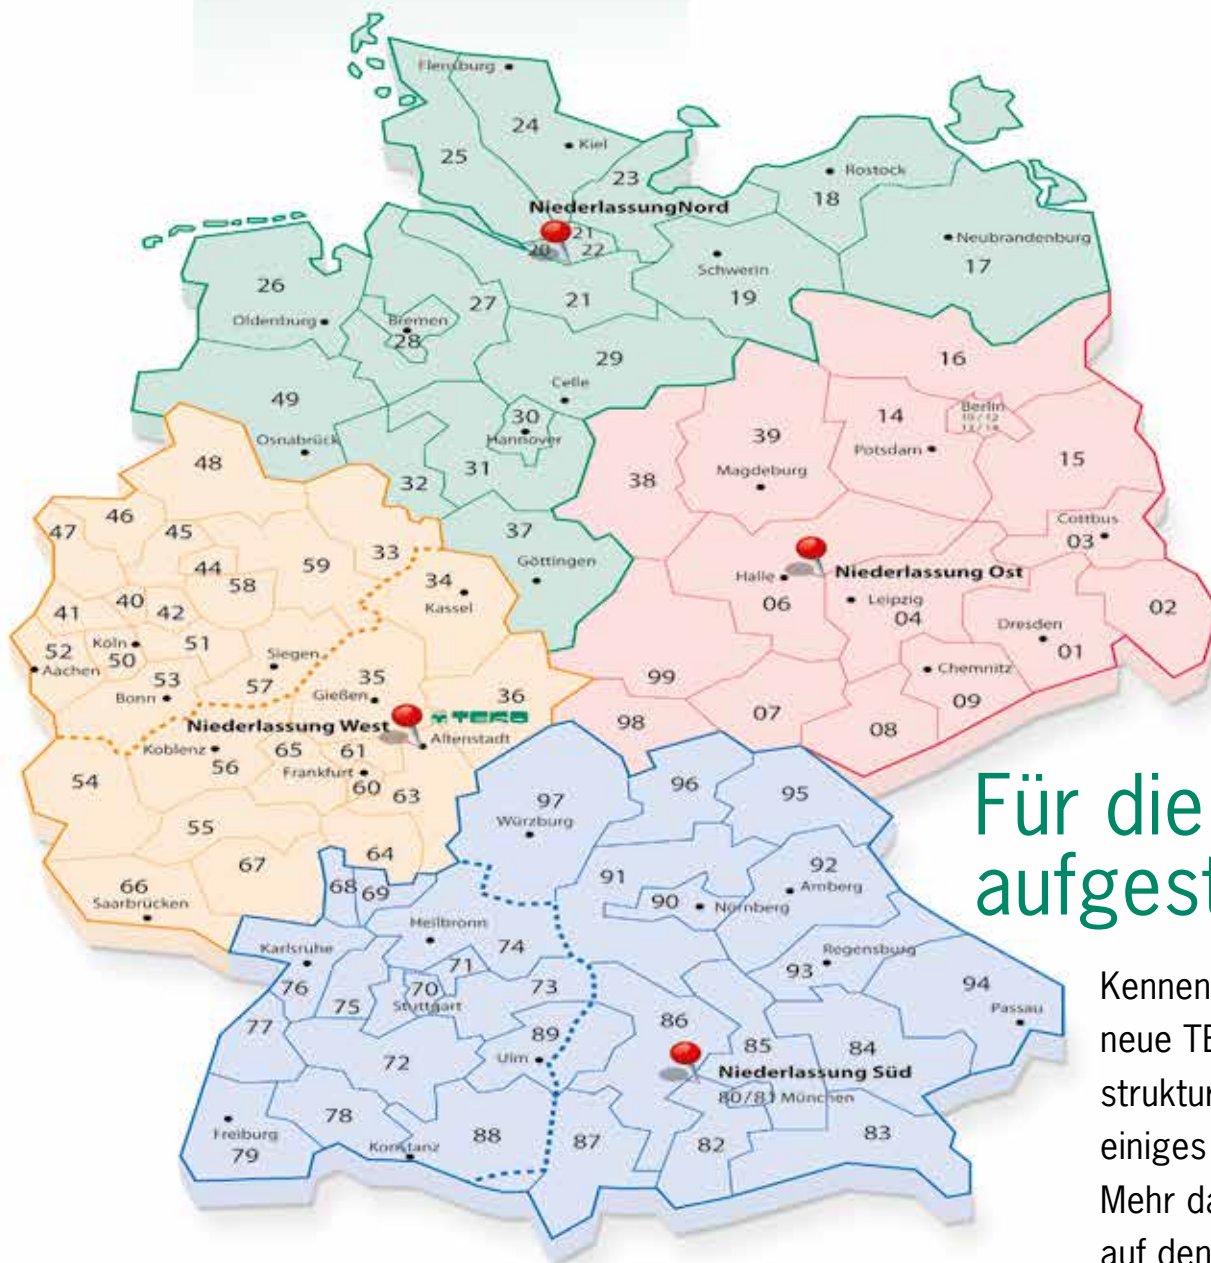 Flensburg
24
Kiel
25
23
Rostock
18
NiederlassungNord
21
20
22
Neubrandenburg
17
Schwerin
19
26
27
21
Oldenburg
Bremen
28
29
16
Celle
49
30
Hannover
14
Berlin
39
Osnabrück
Potsdam
48
31
32
38
Magdeburg
15
46
47
45
33
37
Cottbus
03
44
59
58
34
Göttingen
Kassel
Halle
Niederlassung Ost
40
41
42
06
Leipzig
04
02
Dresden
01
Köln
51
52
50
Aachen
Siegen
53
57
Bonn
35
Gießen
36
99
Chemnitz
09
Niederlassung West
TERG
98
07
08
Koblenz
65
61
Altenstadt
56
Frankfurt
60
54
63
97
96
95
Für die
aufgest
Würzburg
55
67
64
66
Saarbrücken
68
69
91
92
Amberg
90
Nürnberg
Heilbronn
Karlsruhe
74
Regensburg
71
93
94
76
75
70
73
Stuttgart
Passau
77
86
89
85
84
Ulm
72
Niederlassung Süd
80/81 München
78
Freiburg
79
Konstanz
88
87
82
83
Kennen
neue TE
struktur
einiges
Mehr da
auf den